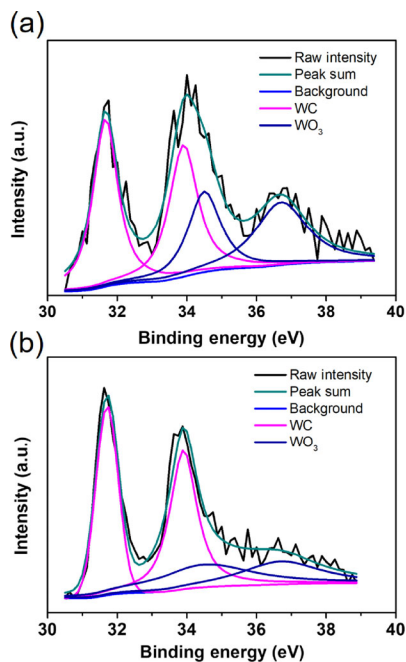 (a)
Intensity (a.u.)
Raw intensity
Peak sum
Background
WC
WO₃
30 32 34 36 38 40
Binding energy (eV)
(b)
Intensity (a.u.)
Raw intensity
Peak sum
Background
WC
WO₃
30 32 34 36 38 40
Binding energy (eV)